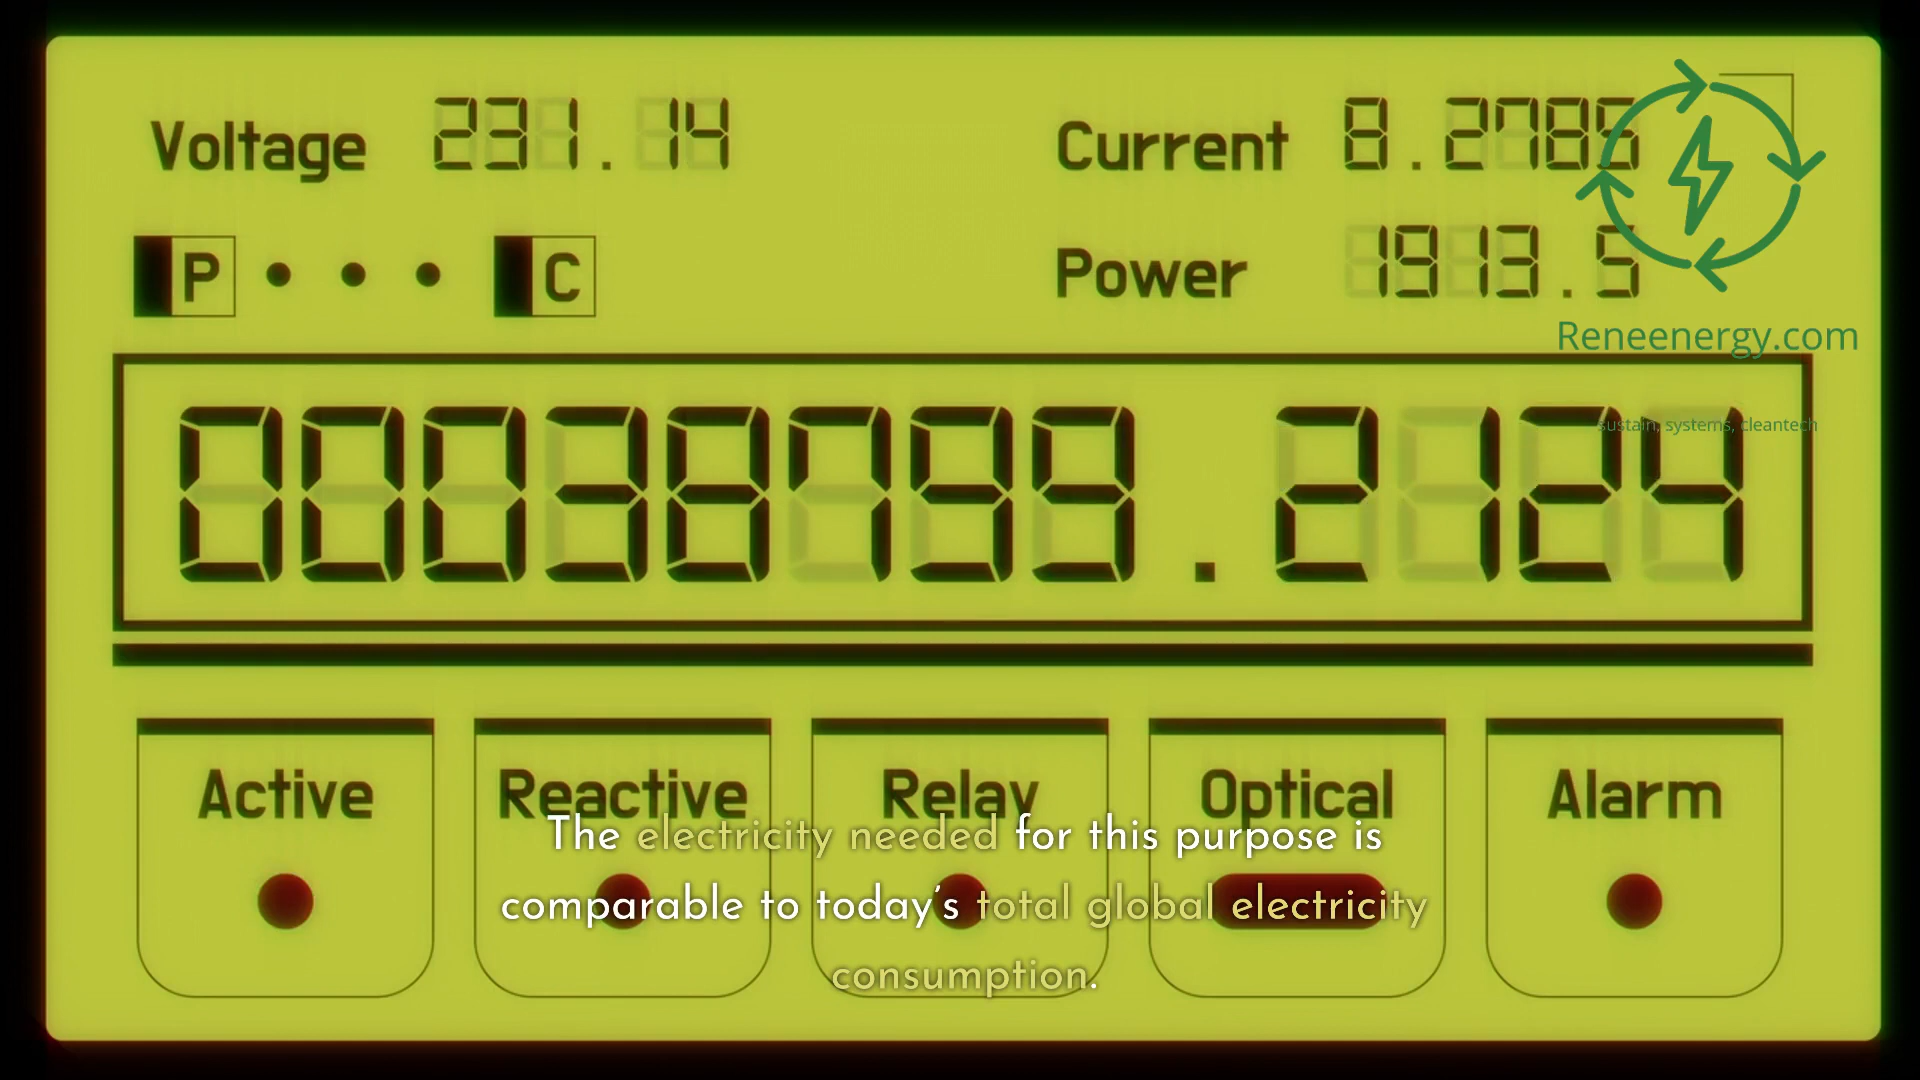 Voltage 231.14
Current 8.2785
P C
Power 1913.5
Reneenergy.com
sustain, systems, cleantech
00038799.2124
Active
Reactive
Relay
Optical
Alarm
The electricity needed for this purpose is
comparable to today’s total global electricity
consumption.